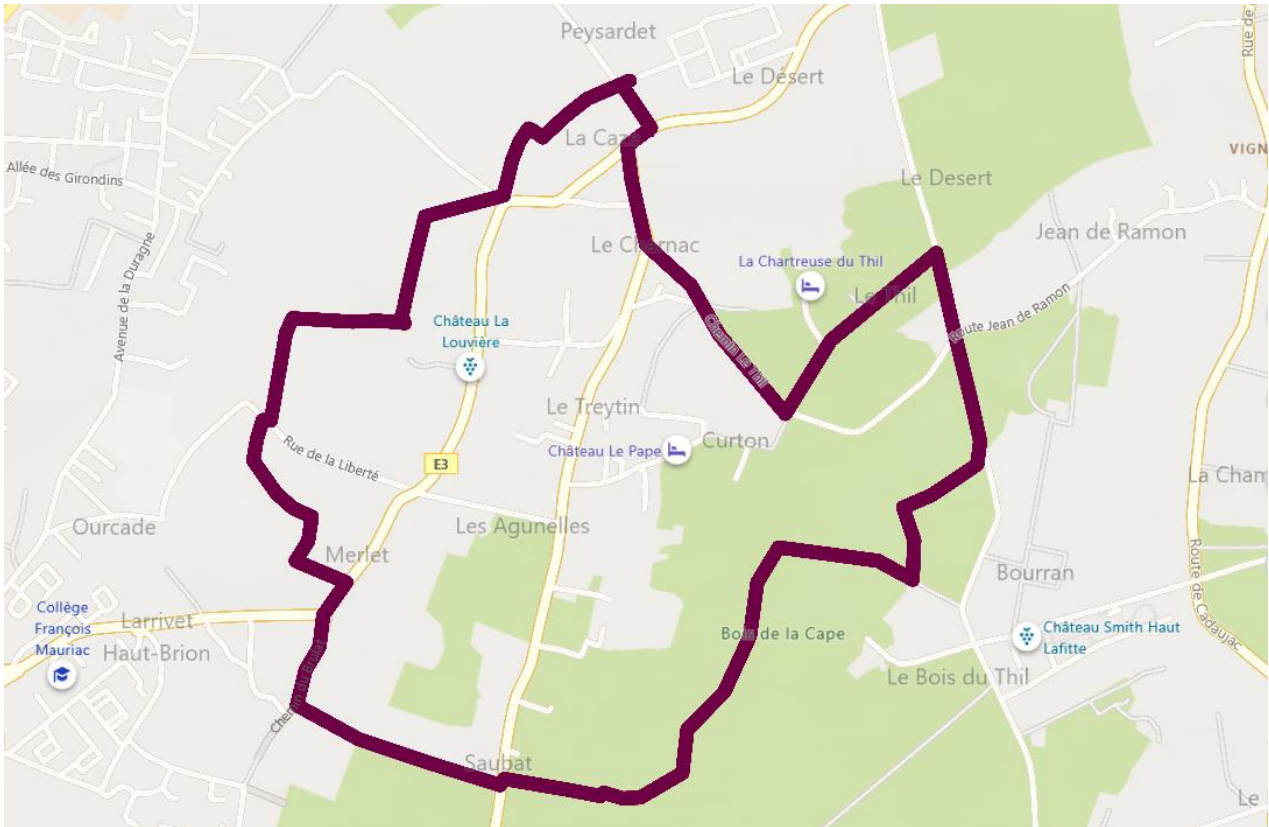 Peysardet
Le Désert
Rue de
La Caze
VIGN
Allée des Girondins
Le Desert
Jean de Ramon
Le Charnac
La Chartreuse du Thil
Le Thil
Avenue de la Duragne
Château La
Louvière
Chemin Le Thil
Route Jean de Ramon
Le Treytin
Rue de la Liberté
Château Le Pape
Curton
E3
La Cham
Ourcade
Les Agunelles
Merlet
Bourran
Route de Cadaujac
Collège
François
Mauriac
Larrivet
Haut-Brion
Chemin du Brulat
Bois de la Cape
Château Smith Haut
Lafitte
Le Bois du Thil
Saubat
Le